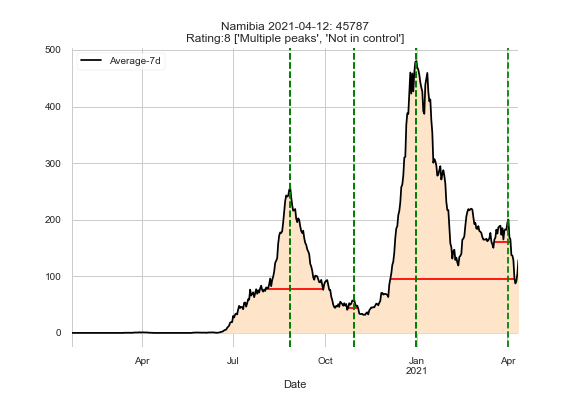 Namibia 2021-04-12: 45787
Rating:8 ['Multiple peaks', 'Not in control']
Average-7d
500
400
300
200
100
0
Apr Jul Oct Jan Apr
2021
Date